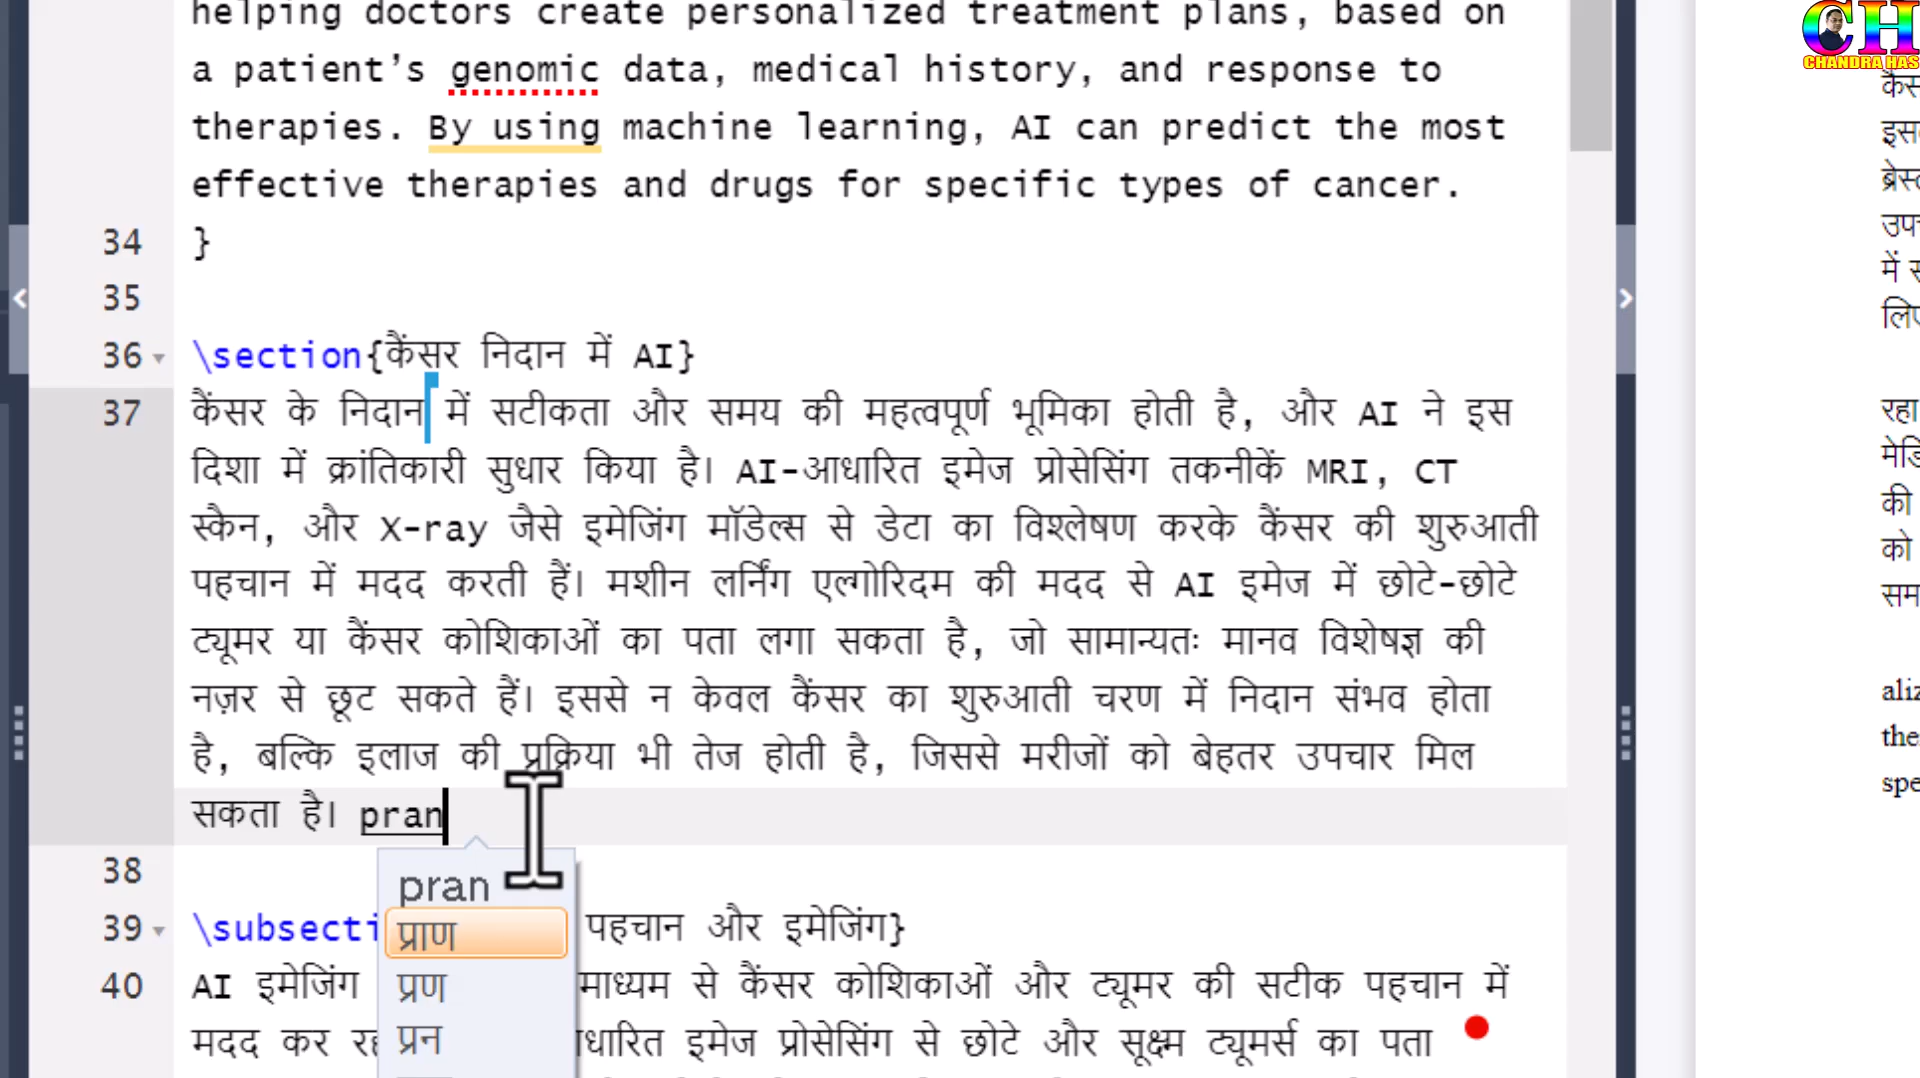 helping doctors create personalized treatment plans, based on
a patient’s genomic data, medical history, and response to
therapies. By using machine learning, AI can predict the most
effective therapies and drugs for specific types of cancer.
34 }
35
36 \section{कैंसर निदान में AI}
37 कैंसर के निदान में सटीकता और समय की महत्वपूर्ण भूमिका होती है, और AI ने इस
दिशा में क्रांतिकारी सुधार किया है। AI-आधारित इमेज प्रोसेसिंग तकनीकें MRI, CT
स्कैन, और X-ray जैसे इमेजिंग मॉडेल्स से डेटा का विश्लेषण करके कैंसर की शुरुआती
पहचान में मदद करती हैं। मशीन लर्निंग एल्गोरिदम की मदद से AI इमेज में छोटे-छोटे
ट्यूमर या कैंसर कोशिकाओं का पता लगा सकता है, जो सामान्यतः मानव विशेषज्ञ की
नज़र से छूट सकते हैं। इससे न केवल कैंसर का शुरुआती चरण में निदान संभव होता
है, बल्कि इलाज की प्रक्रिया भी तेज होती है, जिससे मरीजों को बेहतर उपचार मिल
सकता है। pran
38
pran
प्राण
प्रण
प्रन
39 \subsecti पहचान और इमेजिंग}
40 AI इमेजिंग माध्यम से कैंसर कोशिकाओं और ट्यूमर की सटीक पहचान में
मदद कर इमेज प्रोसेसिंग से छोटे और सूक्ष्म ट्यूमर्स का पता
CH
CHANDRA HAS
में
रहा
की
को